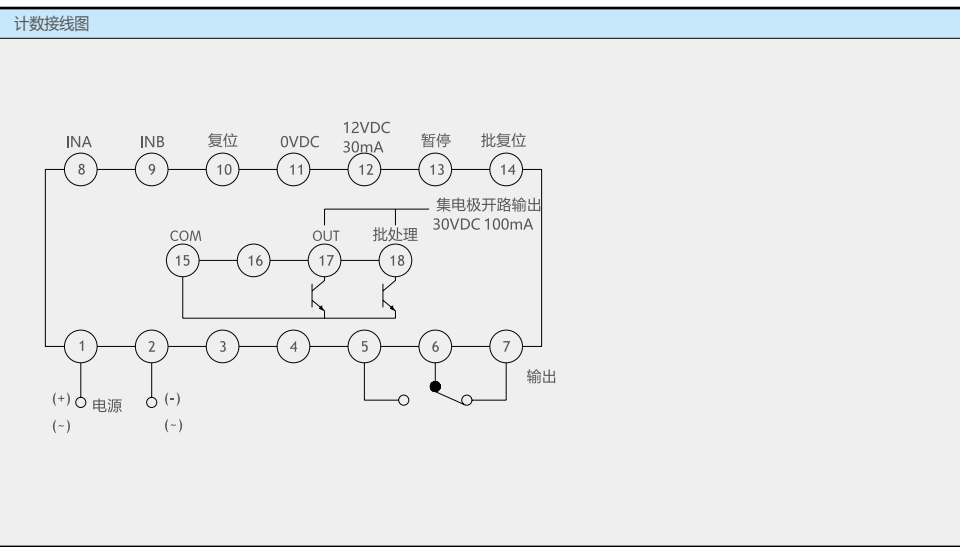 计数接线图
INA
INB
复位
0VDC
12VDC
30mA
暂停
批复位
8
9
10
11
12
13
14
集电极开路输出
30VDC 100mA
COM
OUT
批处理
15
16
17
18
1
2
3
4
5
6
7
输出
(+)
电源
(-)
(~)
(~)